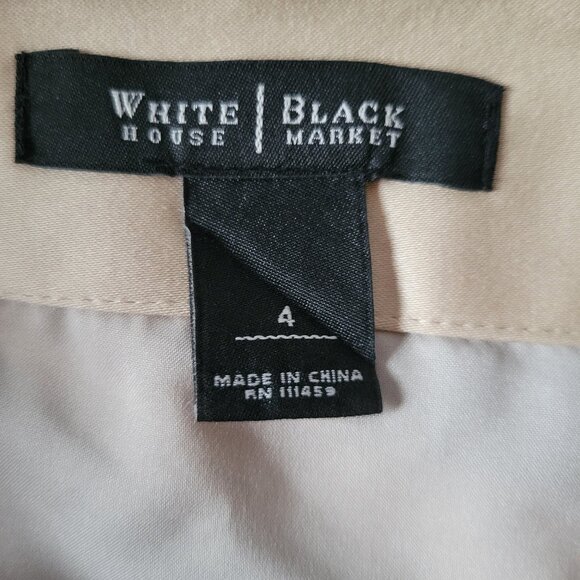 WHITE | BLACK
HOUSE | MARKET
4
MADE IN CHINA
RN 111459